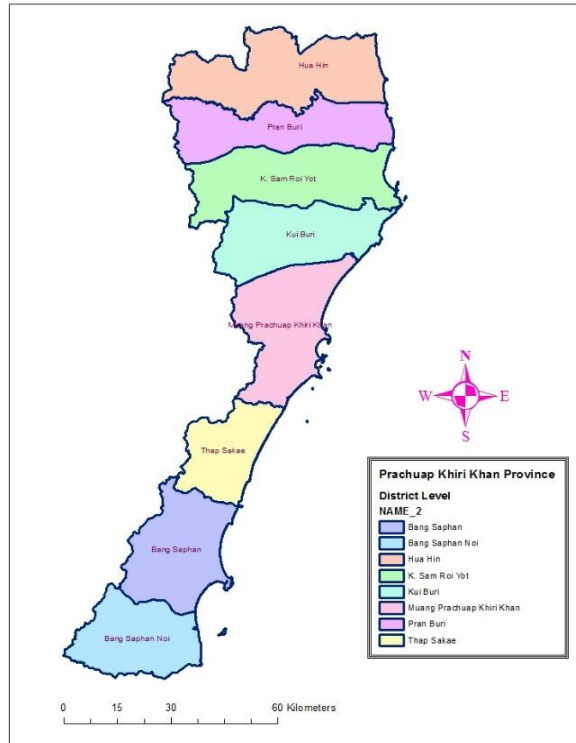 Hua Hin
Pran Buri
K. Sam Roi Yot
Kui Buri
Muang Prachuap Khiri Khan
N
W
E
S
Thap Sakae
Bang Saphan
Bang Saphan Noi
Prachuap Khiri Khan Province
District Level
NAME_2
Bang Saphan
Bang Saphan Noi
Hua Hin
K. Sam Roi Yot
Kui Buri
Muang Prachuap Khiri Khan
Pran Buri
Thap Sakae
0 15 30 60 Kilometers